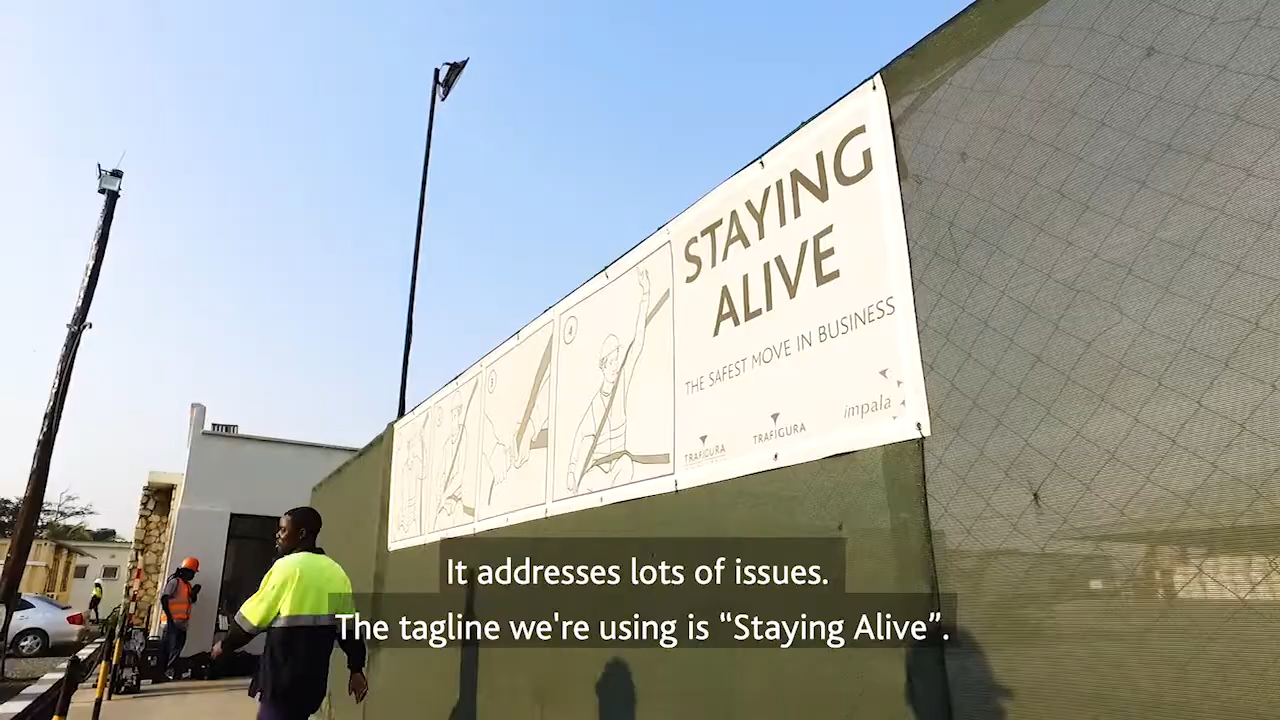 STAYING
ALIVE
THE SAFEST MOVE IN BUSINESS
impala
TRAFIGURA
TRAFIGURA
4
3
It addresses lots of issues.
The tagline we're using is “Staying Alive”.